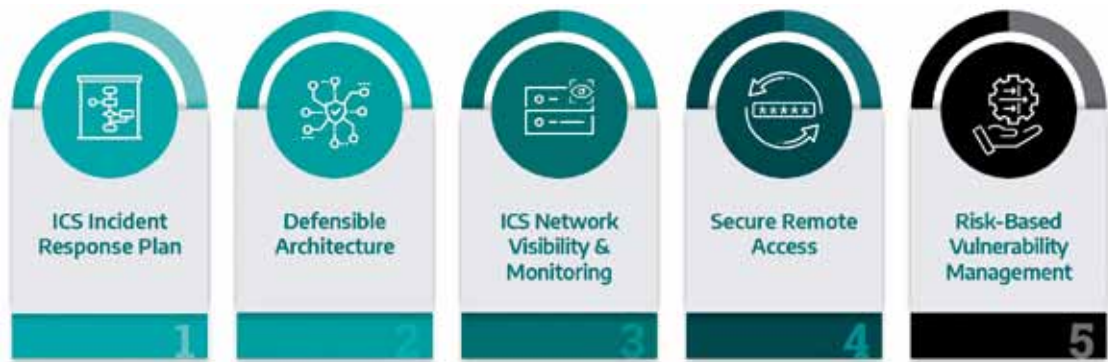 *****
ICS Incident
Response Plan
1
Defensible
Architecture
2
ICS Network
Visibility &
Monitoring
3
Secure Remote
Access
4
Risk-Based
Vulnerability
Management
5